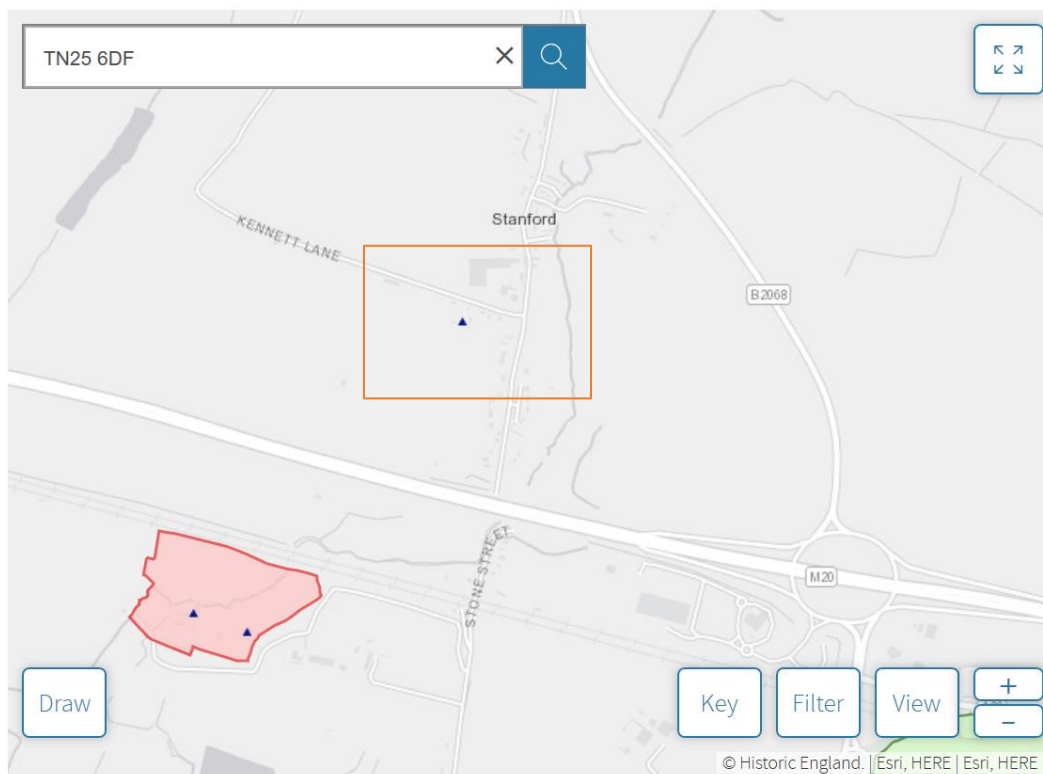 TN25 6DF
Stanford
KENNETT LANE
B2068
STONE STREET
M20
Draw
Key
Filter
View
+
−
© Historic England. | Esri, HERE | Esri, HERE